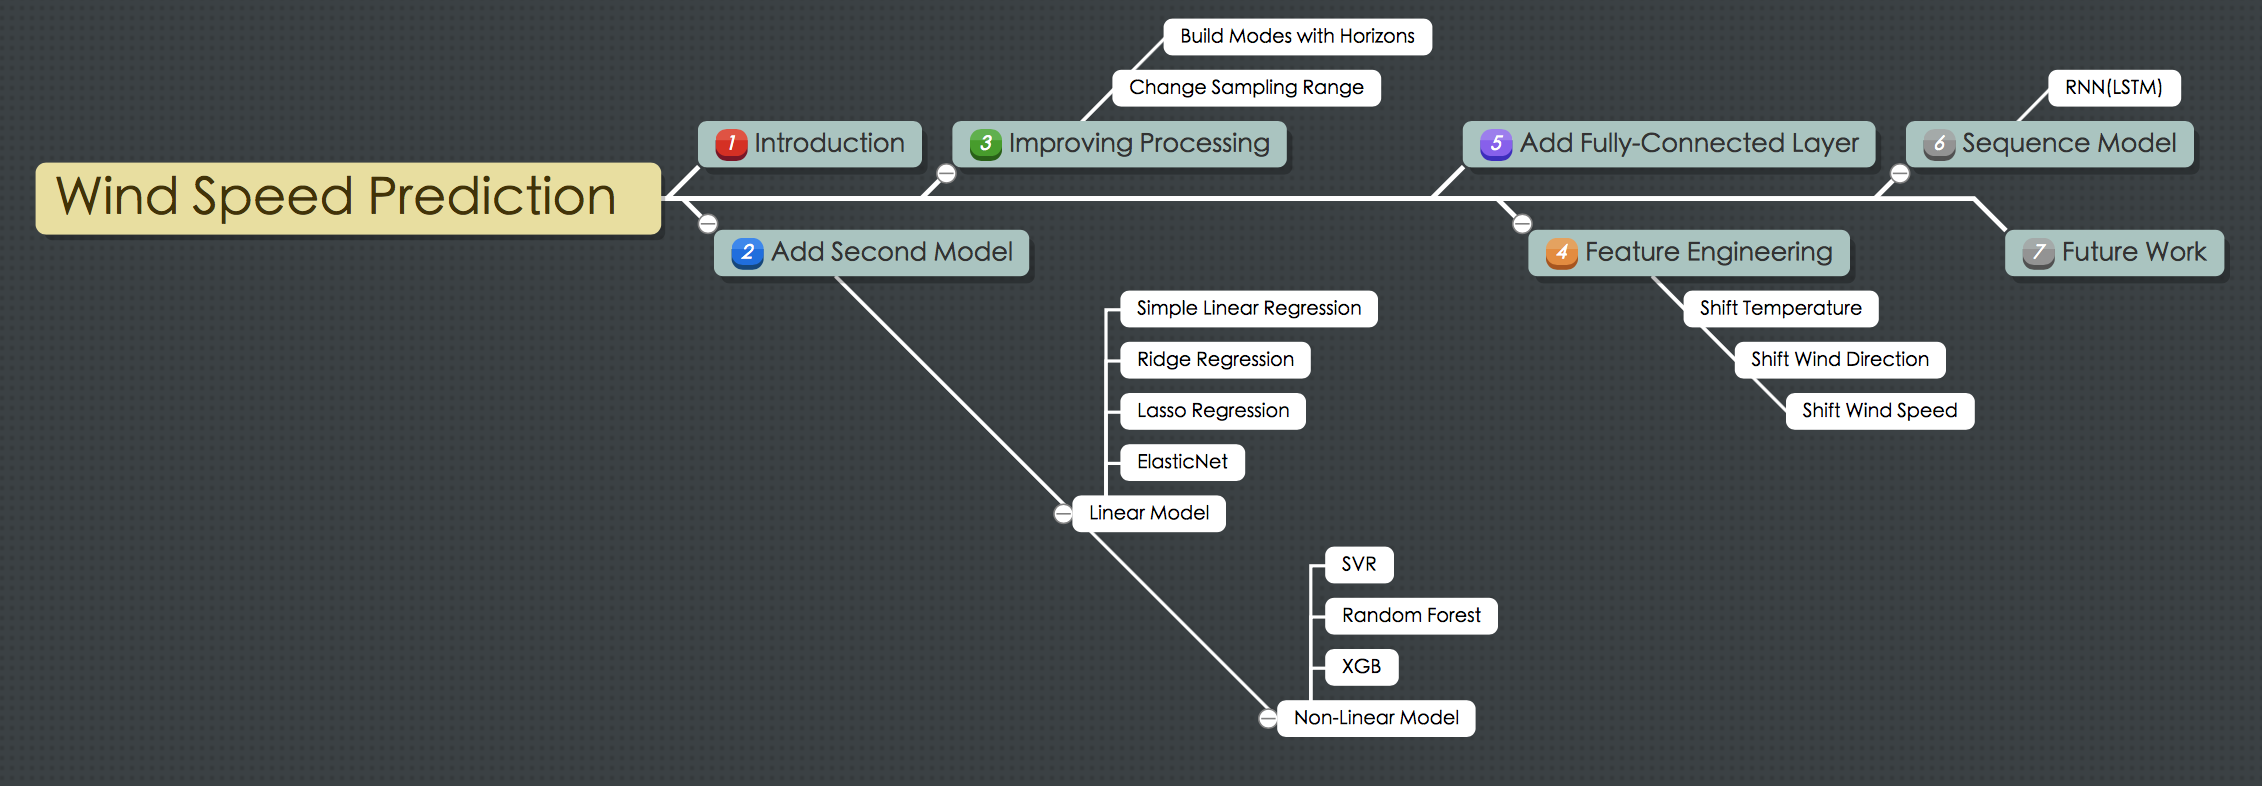 Wind Speed Prediction
1 Introduction
2 Add Second Model
Simple Linear Regression
Ridge Regression
Lasso Regression
ElasticNet
Linear Model
SVR
Random Forest
XGB
Non-Linear Model
Build Modes with Horizons
Change Sampling Range
3 Improving Processing
4 Feature Engineering
Shift Temperature
Shift Wind Direction
Shift Wind Speed
5 Add Fully-Connected Layer
RNN(LSTM)
6 Sequence Model
7 Future Work